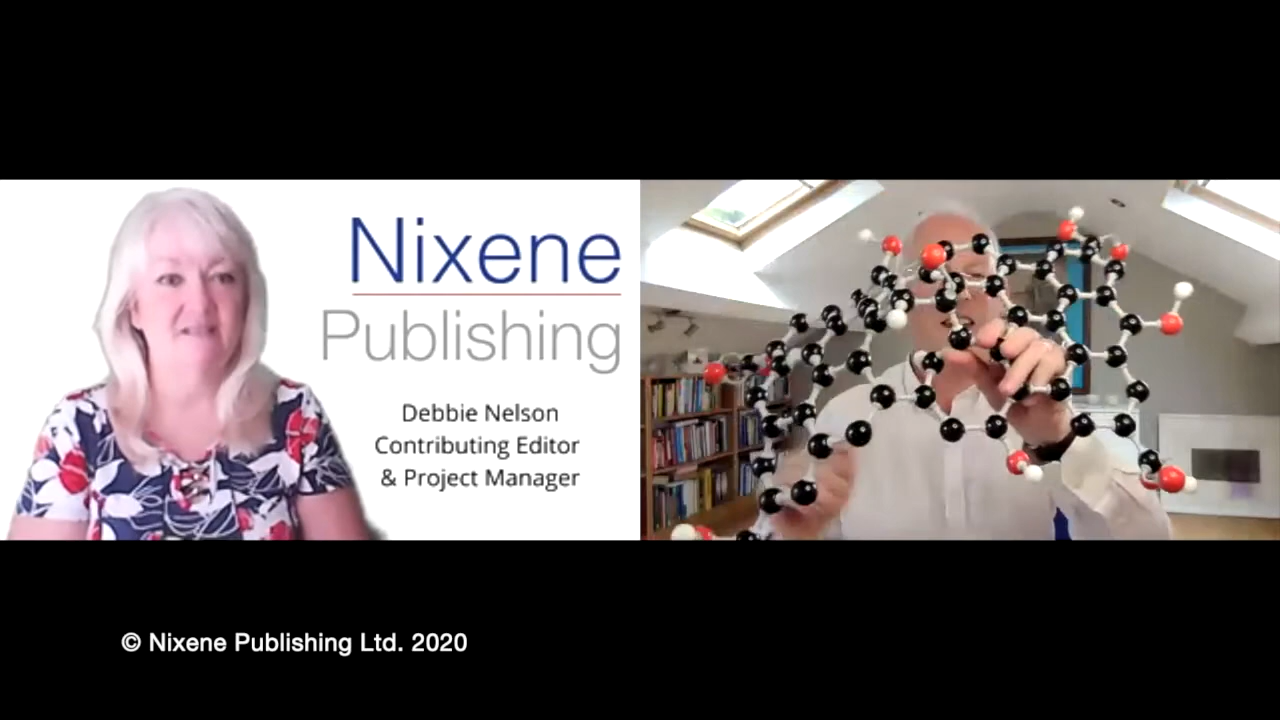 Nixene
Publishing
Debbie Nelson
Contributing Editor
& Project Manager
© Nixene Publishing Ltd. 2020